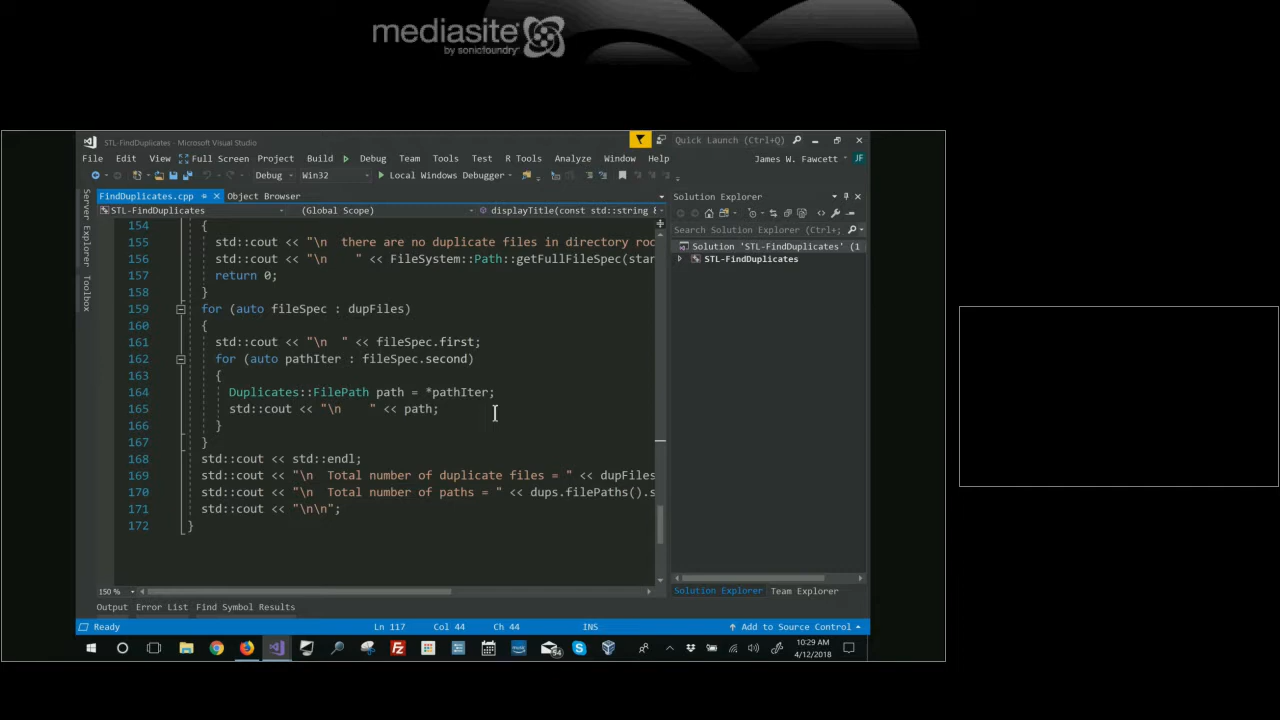 mediasite
by sonicfoundry
STL-FindDuplicates - Microsoft Visual Studio
Quick Launch (Ctrl+Q)
File Edit View Full Screen Project Build Debug Team Tools Test R Tools Analyze Window Help
James W. Fawcett JF
Debug Win32 Local Windows Debugger
FindDuplicates.cpp Object Browser
STL-FindDuplicates (Global Scope) displayTitle(const std::string &
Server Explorer
Toolbox
154 {
155 std::cout << "\n  there are no duplicate files in directory roo
156 std::cout << "\n    " << FileSystem::Path::getFullFileSpec(star
157 return 0;
158 }
159 for (auto fileSpec : dupFiles)
160 {
161 std::cout << "\n  " << fileSpec.first;
162 for (auto pathIter : fileSpec.second)
163 {
164 Duplicates::FilePath path = *pathIter;
165 std::cout << "\n    " << path;
166 }
167 }
168 std::cout << std::endl;
169 std::cout << "\n  Total number of duplicate files = " << dupFiles
170 std::cout << "\n  Total number of paths = " << dups.filePaths().s
171 std::cout << "\n\n";
172 }
150 %
Solution Explorer
Search Solution Explorer (Ctrl+;)
Solution 'STL-FindDuplicates' (1
STL-FindDuplicates
Solution Explorer Team Explorer
Output Error List Find Symbol Results
Ready Ln 117 Col 44 Ch 44 INS Add to Source Control
10:29 AM
4/12/2018